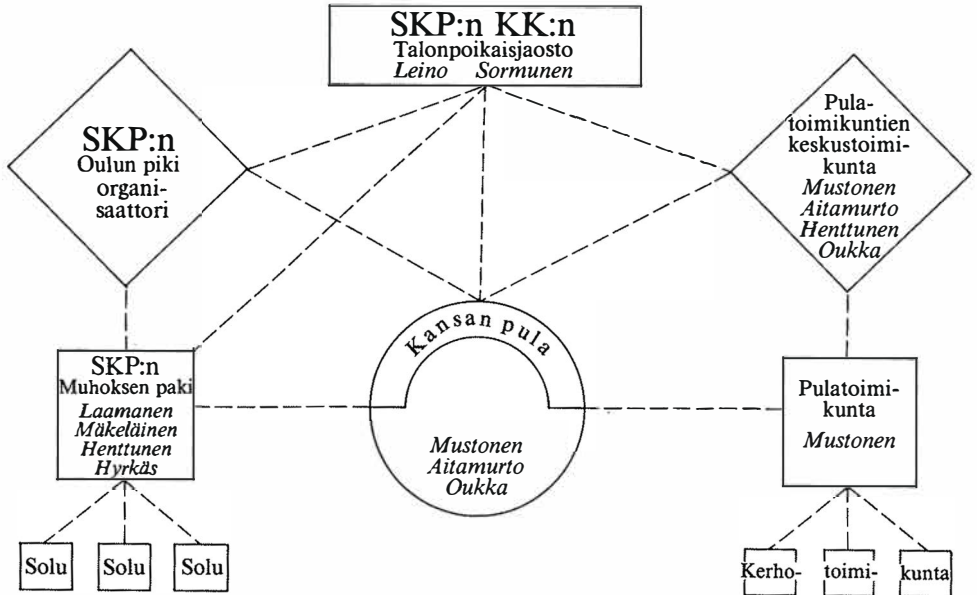 SKP:n KK:n
Talonpoikaisjaosto
Leino Sormunen
SKP:n
Oulun piki
organi-
saattori
Pula-
toimikuntien
keskustoimi-
kunta
Mustonen
Aitamurto
Henttunen
Oukka
Kansan pula
Mustonen
Aitamurto
Oukka
SKP:n
Muhoksen paki
Laamanen
Mäkeläinen
Henttunen
Hyrkäs
Pulatoimi-
kunta
Mustonen
Solu Solu Solu
Kerho- toimi- kunta